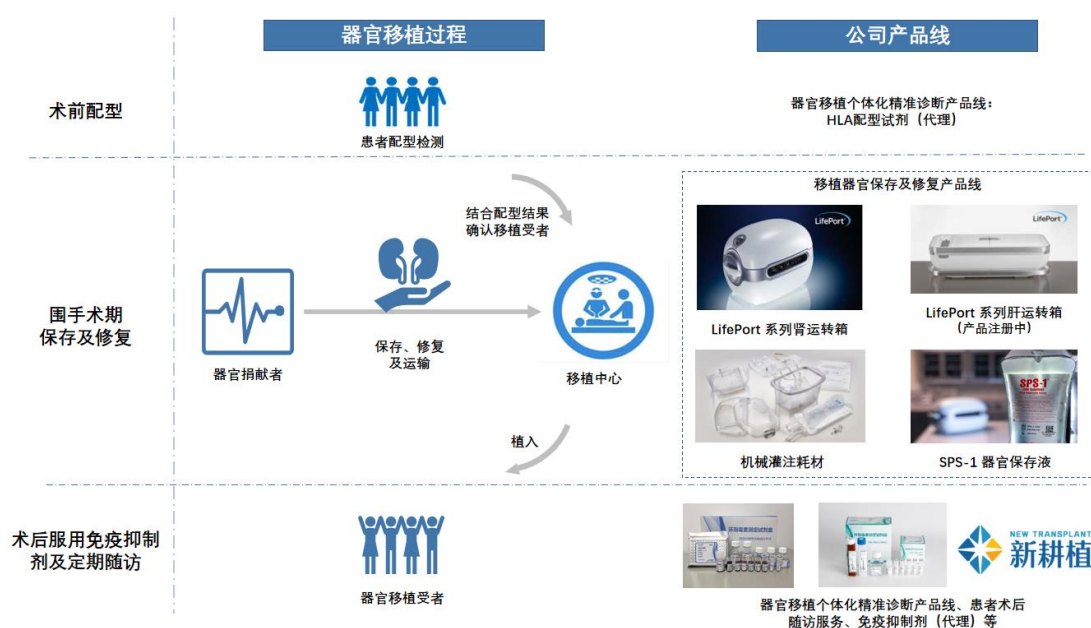 器官移植过程
公司产品线
术前配型
患者配型检测
器官移植个体化精准诊断产品线：
HLA配型试剂（代理）
围手术期
保存及修复
结合配型结果
确认移植受者
器官捐献者
保存、修复
及运输
移植中心
植入
移植器官保存及修复产品线
LifePort
LifePort 系列肾运转箱
LifePort
LifePort 系列肝运转箱
(产品注册中)
机械灌注耗材
SPS-1
SPS-1 器官保存液
术后服用免疫抑制
剂及定期随访
器官移植受者
NEW TRANSPLANT
新耕植
器官移植个体化精准诊断产品线、患者术后
随访服务、免疫抑制剂（代理）等